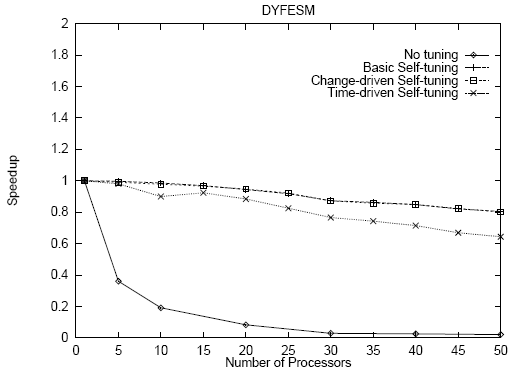 DYFESM
2
1.8
1.6
1.4
1.2
1
0.8
0.6
0.4
0.2
0
Speedup
No tuning
Basic Self-tuning
Change-driven Self-tuning
Time-driven Self-tuning
0 5 10 15 20 25 30 35 40 45 50
Number of Processors